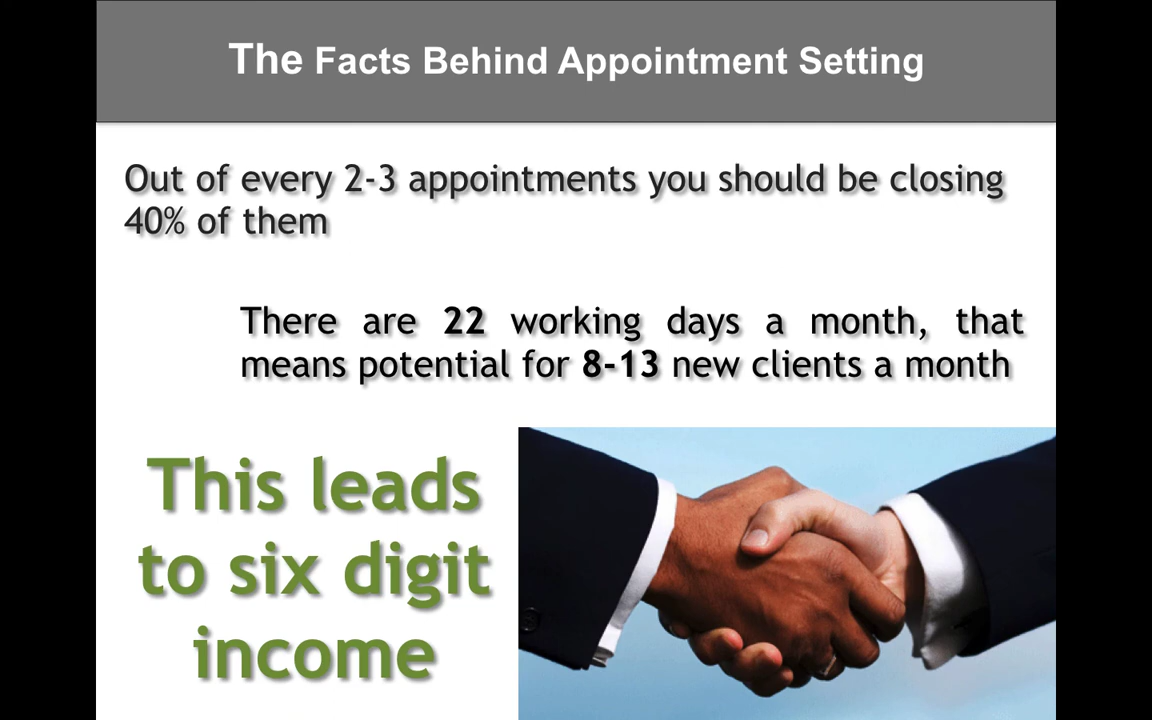 The Facts Behind Appointment Setting
Out of every 2-3 appointments you should be closing
40% of them
There are 22 working days a month, that
means potential for 8-13 new clients a month
This leads
to six digit
income